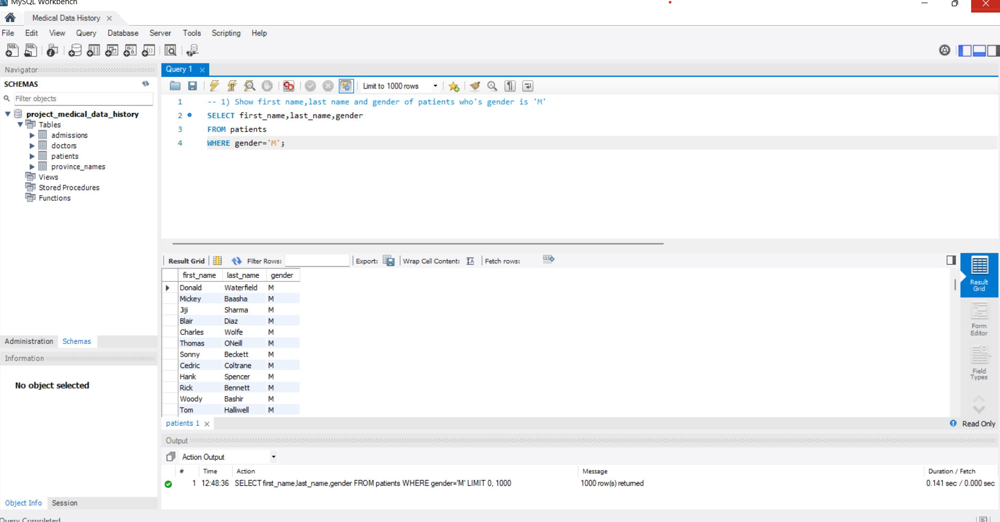 MySQL Workbench
Medical Data History
File Edit View Query Database Server Tools Scripting Help
Navigator
SCHEMAS
Filter objects
project_medical_data_history
Tables
admissions
doctors
patients
province_names
Views
Stored Procedures
Functions
Administration Schemas
Information
No object selected
Object Info Session
Query Completed
Query 1
Limit to 1000 rows
1 -- 1) Show first name,last name and gender of patients who's gender is 'M'
2 SELECT first_name,last_name,gender
3 FROM patients
4 WHERE gender='M';
Result Grid Filter Rows: Export: Wrap Cell Content: Fetch rows:
first_name last_name gender
Donald Waterfield M
Mickey Baasha M
Jiji Sharma M
Blair Diaz M
Charles Wolfe M
Thomas ONeill M
Sonny Beckett M
Cedric Coltrane M
Hank Spencer M
Rick Bennett M
Woody Bashir M
Tom Halliwell M
Result
Grid
Form
Editor
Field
Types
patients 1
Read Only
Output
Action Output
# Time Action Message Duration / Fetch
1 12:48:36 SELECT first_name,last_name,gender FROM patients WHERE gender='M' LIMIT 0, 1000 1000 row(s) returned 0.141 sec / 0.000 sec